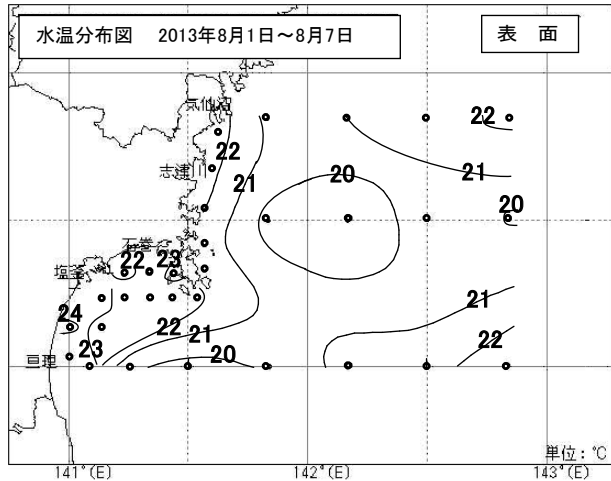 水温分布図 2013年8月1日～8月7日
表 面
気仙沼
22
22
志津川
21
20
21
20
石巻
22
23
塩釜
24
21
22
21
22
23
20
亘理
単位：℃
141°(E)
142°(E)
143°(E)